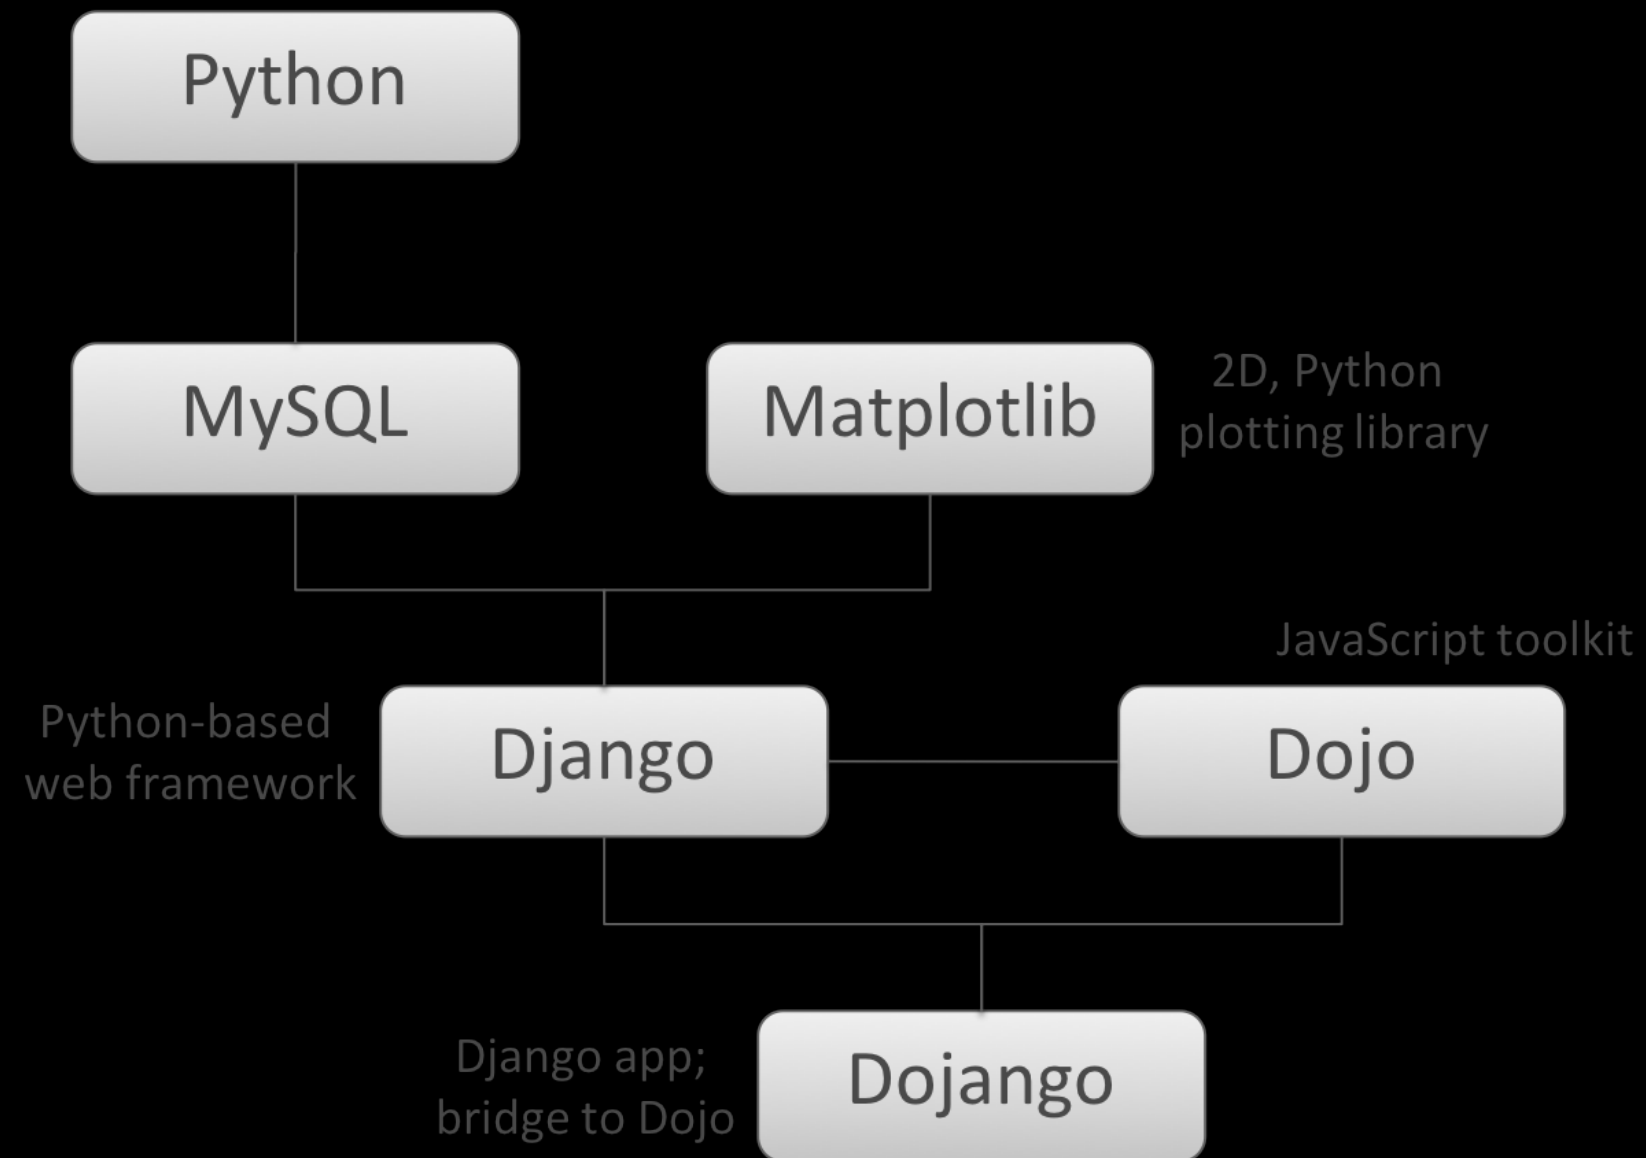 Python
MySQL
Matplotlib
2D, Python
plotting library
JavaScript toolkit
Python-based
web framework
Django
Dojo
Django app;
bridge to Dojo
Dojango